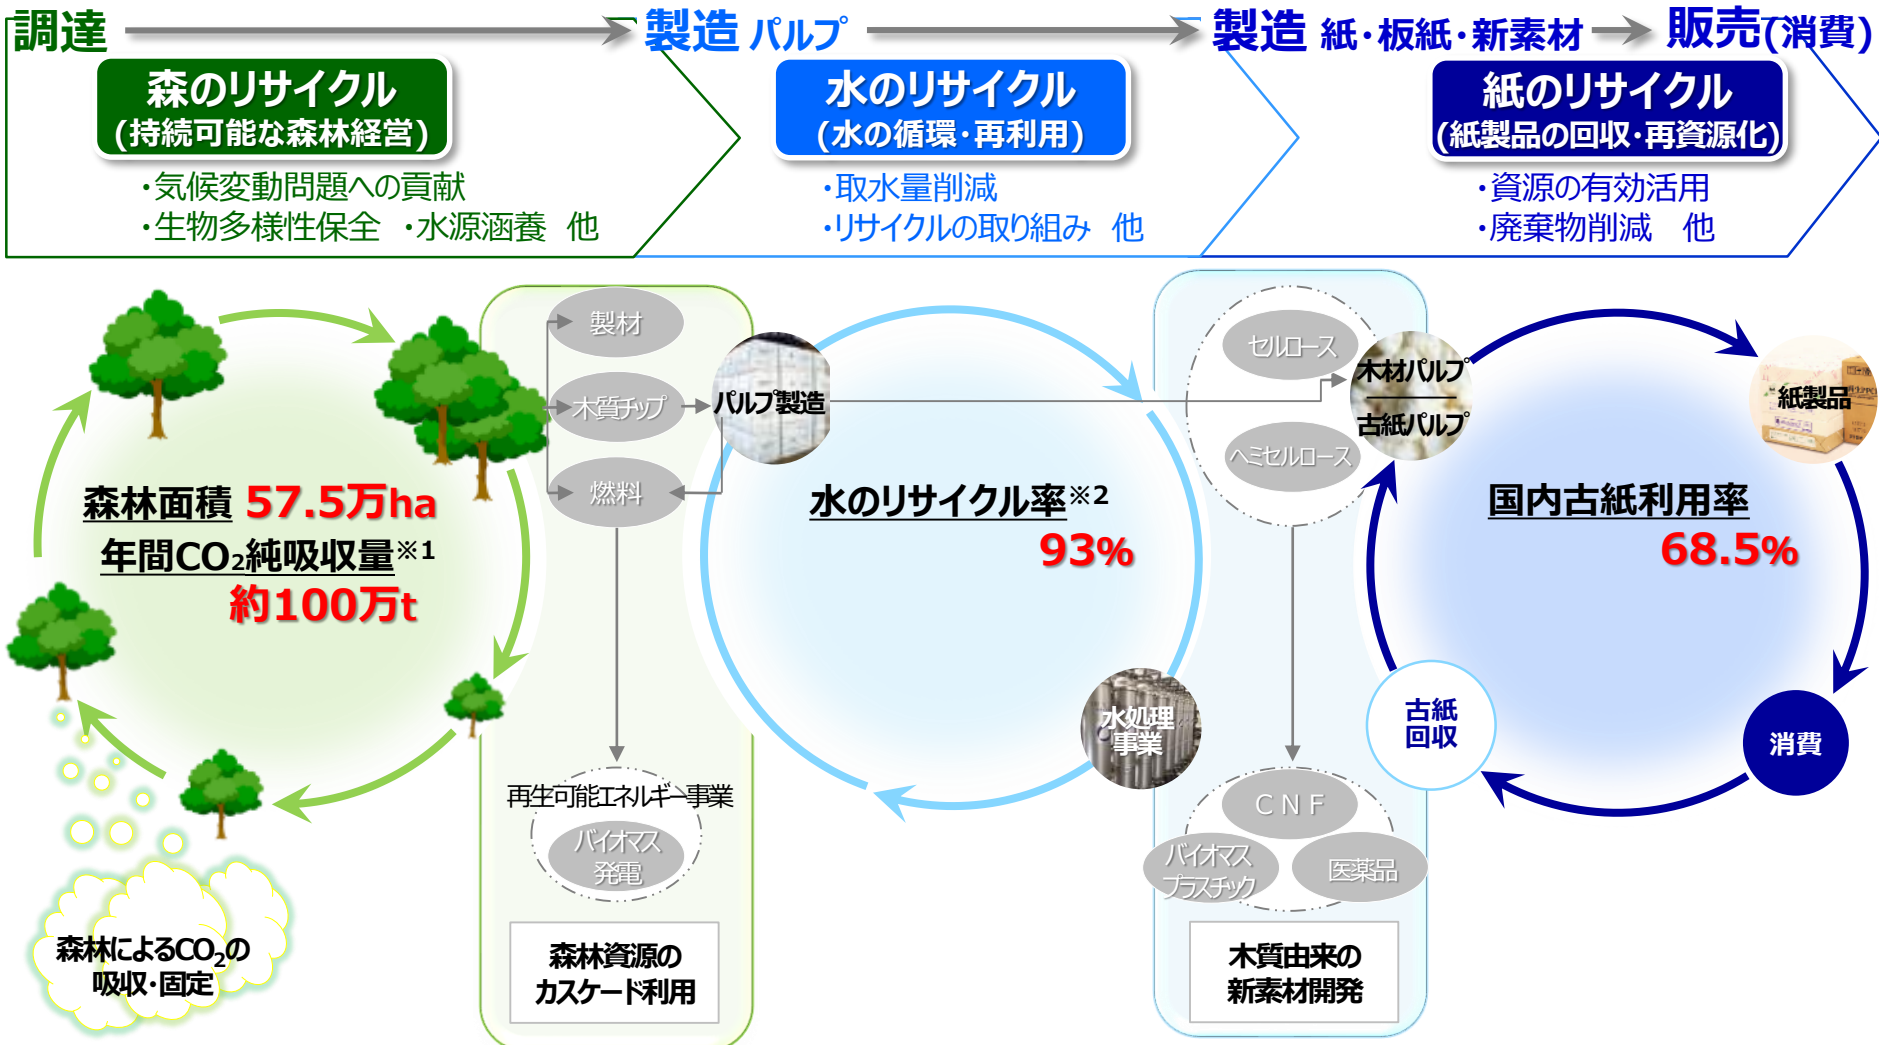 調達
製造 パルプ
製造 紙・板紙・新素材
販売(消費)
森のリサイクル
(持続可能な森林経営)
・気候変動問題への貢献
・生物多様性保全 ・水源涵養 他
水のリサイクル
(水の循環・再利用)
・取水量削減
・リサイクルの取り組み 他
紙のリサイクル
(紙製品の回収・再資源化)
・資源の有効活用
・廃棄物削減 他
森林面積 57.5万ha
年間CO₂純吸収量※1
約100万t
森林によるCO₂の
吸収・固定
製材
木質チップ
燃料
パルプ製造
再生可能エネルギー事業
バイオマス
発電
森林資源の
カスケード利用
水のリサイクル率※2
93%
水処理
事業
セルロース
ヘミセルロース
木材パルプ
古紙パルプ
CNF
バイオマス
プラスチック
医薬品
木質由来の
新素材開発
紙製品
国内古紙利用率
68.5%
古紙
回収
消費